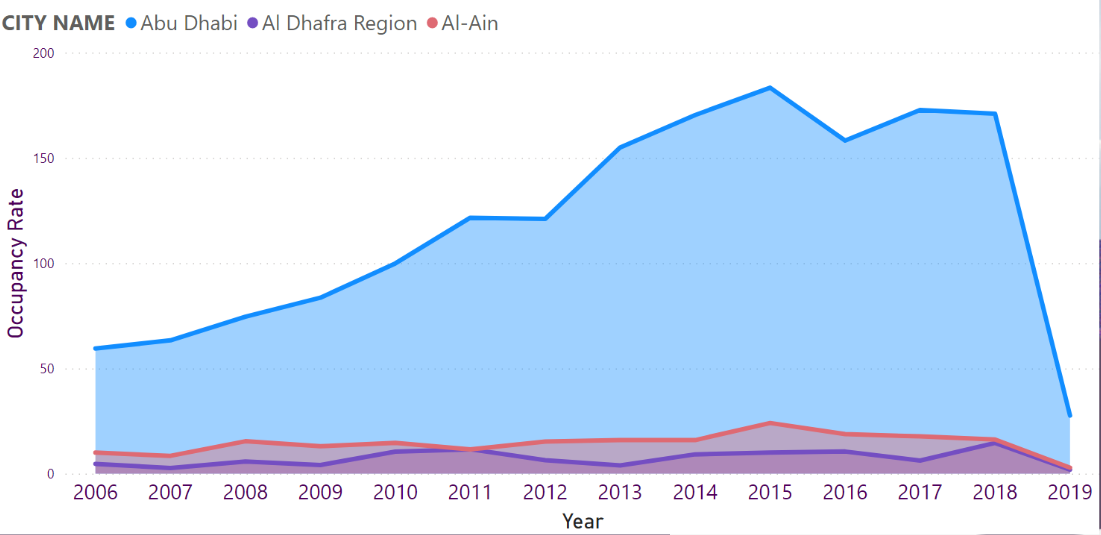 CITY NAME Abu Dhabi Al Dhafra Region Al-Ain
200
150
100
50
0
Occupancy Rate
2006 2007 2008 2009 2010 2011 2012 2013 2014 2015 2016 2017 2018 2019
Year